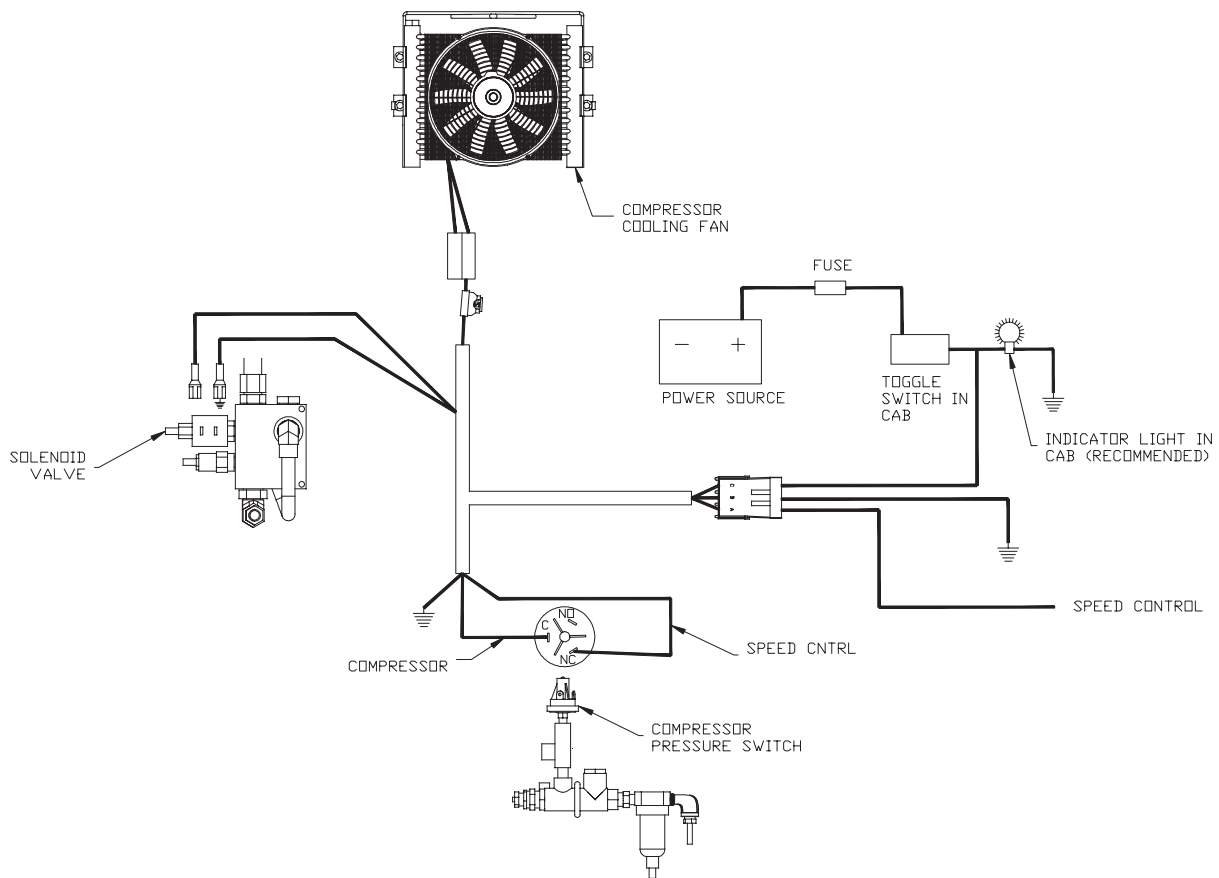 COMPRESSOR
COOLING FAN
FUSE
- +
POWER SOURCE
TOGGLE
SWITCH IN
CAB
INDICATOR LIGHT IN
CAB (RECOMMENDED)
SOLENOID
VALVE
C
B
A
SPEED CONTROL
NO
C
NC
SPEED CNTRL
COMPRESSOR
COMPRESSOR
PRESSURE SWITCH